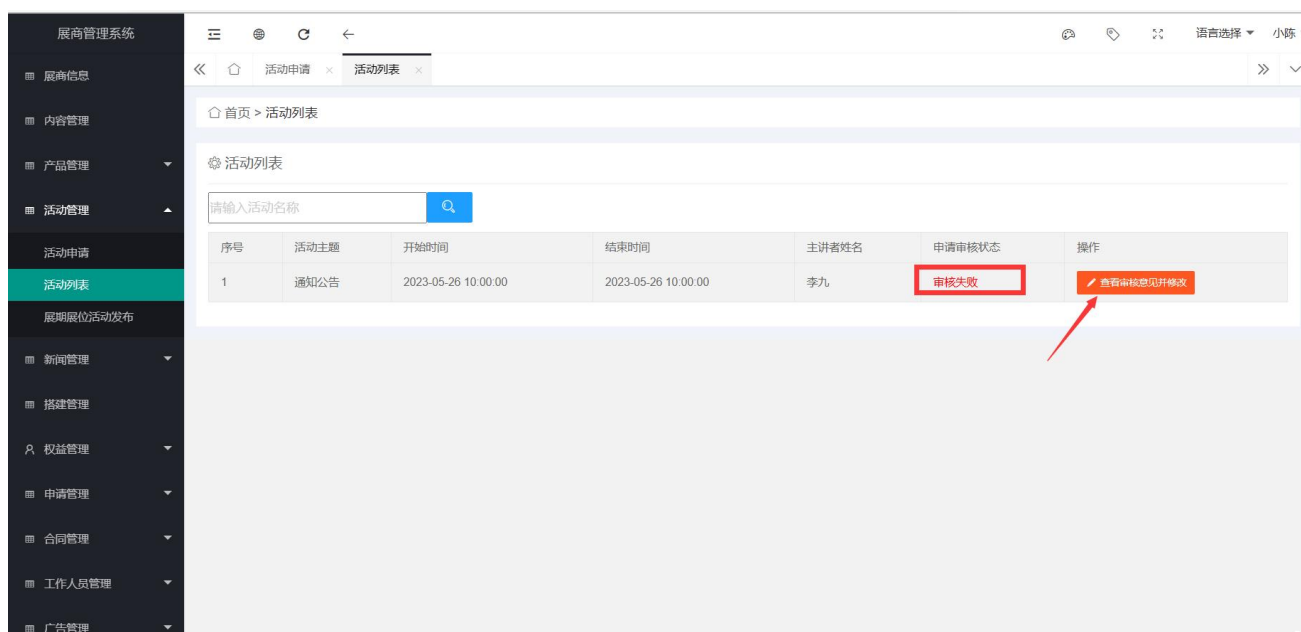 展商管理系统
语言选择 小陈
展商信息
活动申请 × 活动列表 ×
首页 > 活动列表
内容管理
产品管理
活动列表
活动管理
请输入活动名称
序号 活动主题 开始时间 结束时间 主讲者姓名 申请审核状态 操作
活动申请
1 通知公告 2023-05-26 10:00:00 2023-05-26 10:00:00 李九 审核失败 查看审核意见并修改
活动列表
展期展位活动发布
新闻管理
搭建管理
权益管理
申请管理
合同管理
工作人员管理
广告管理